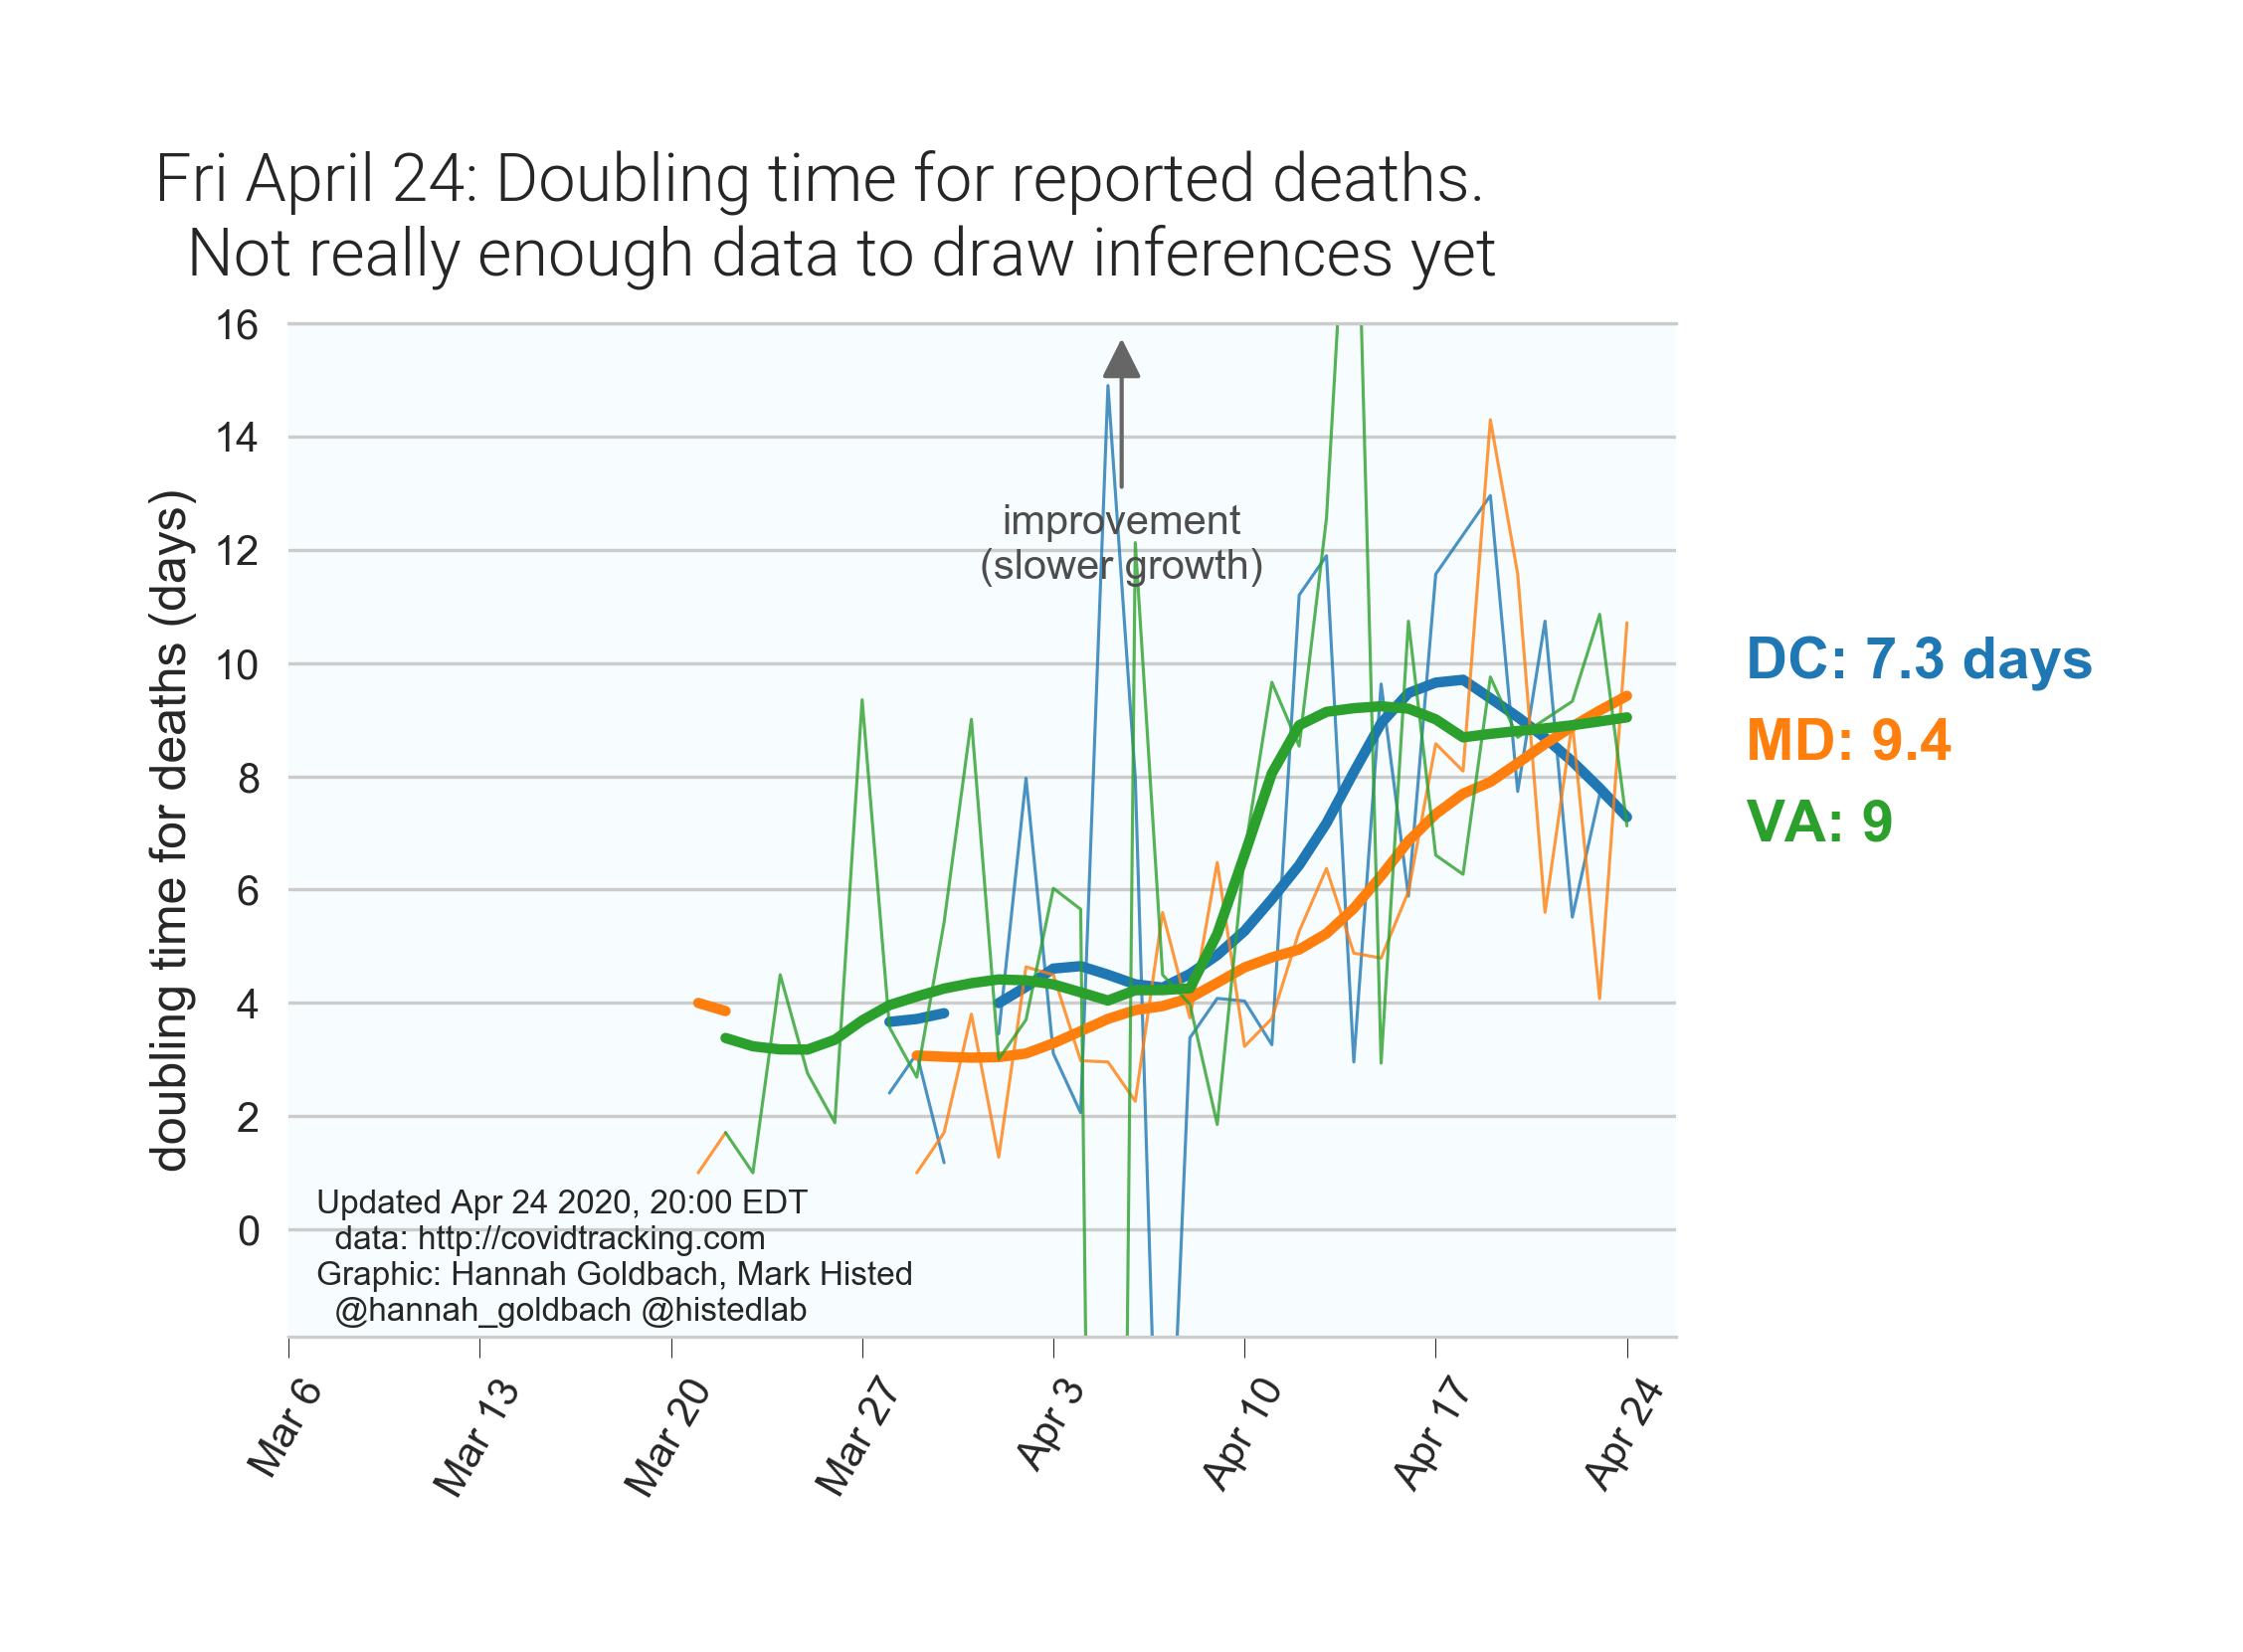 Fri April 24: Doubling time for reported deaths.
Not really enough data to draw inferences yet
16
14
12
10
8
6
4
2
0
doubling time for deaths (days)
improvement
(slower growth)
DC: 7.3 days
MD: 9.4
VA: 9
Updated Apr 24 2020, 20:00 EDT
data: http://covidtracking.com
Graphic: Hannah Goldbach, Mark Histed
@hannah_goldbach @histedlab
Mar 6
Mar 13
Mar 20
Mar 27
Apr 3
Apr 10
Apr 17
Apr 24